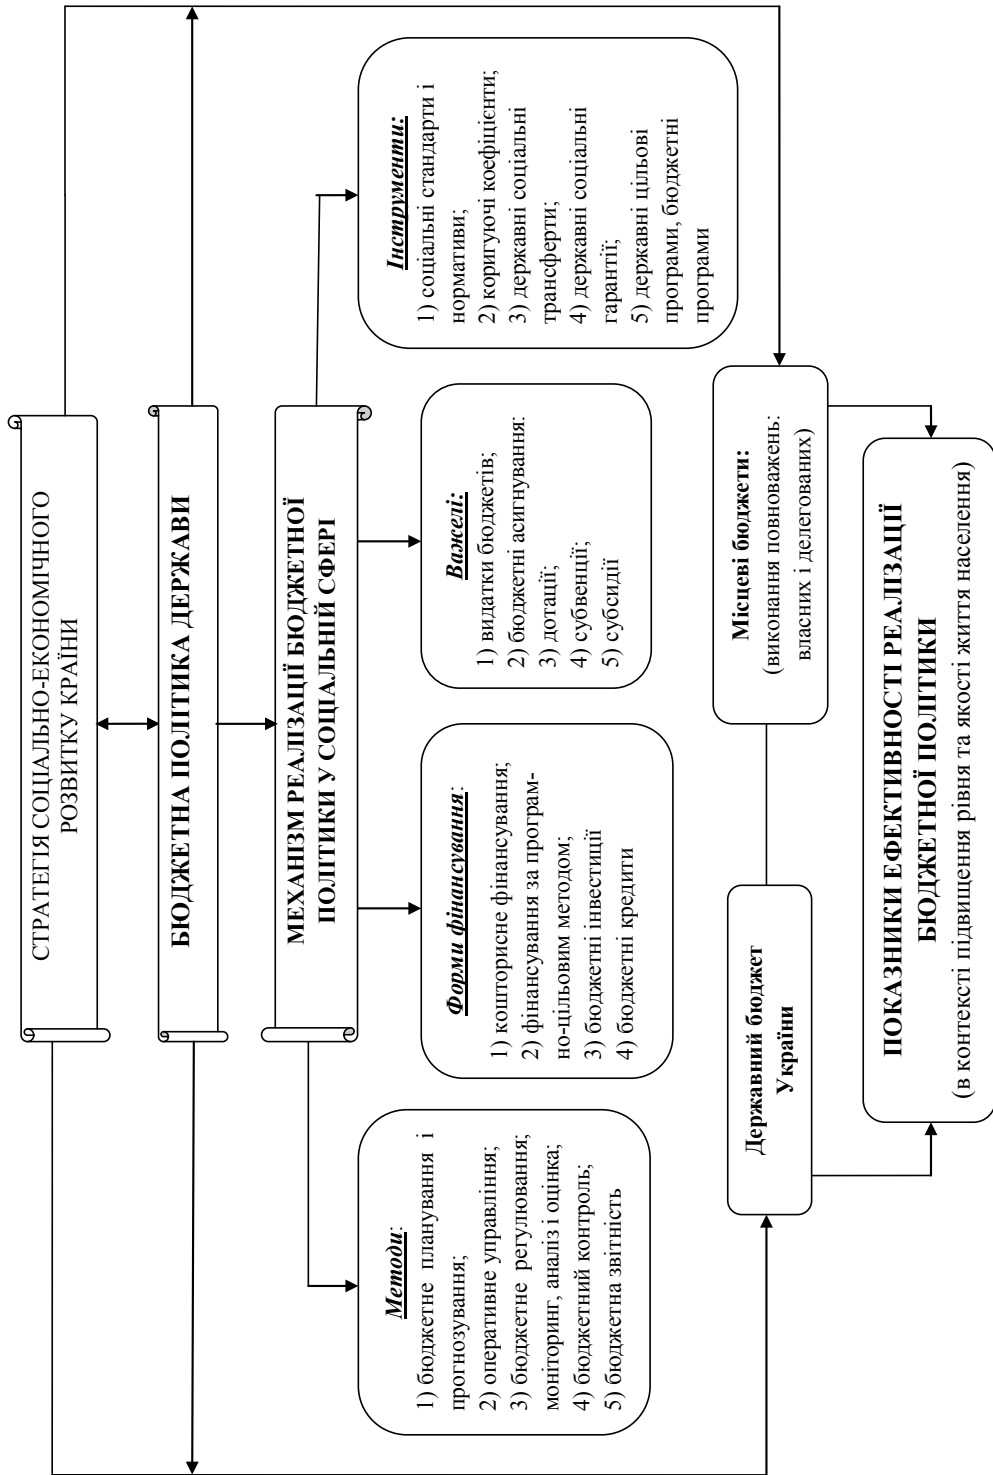 СТРАТЕГІЯ СОЦІАЛЬНО-ЕКОНОМІЧНОГО
РОЗВИТКУ КРАЇНИ
БЮДЖЕТНА ПОЛІТИКА ДЕРЖАВИ
МЕХАНІЗМ РЕАЛІЗАЦІЇ БЮДЖЕТНОЇ
ПОЛІТИКИ У СОЦІАЛЬНІЙ СФЕРІ
Методи:
1) бюджетне планування і
прогнозування;
2) оперативне управління;
3) бюджетне регулювання;
моніторинг, аналіз і оцінка;
4) бюджетний контроль;
5) бюджетна звітність
Форми фінансування:
1) кошторисне фінансування;
2) фінансування за програм-
но-цільовим методом;
3) бюджетні інвестиції
4) бюджетні кредити
Важелі:
1) видатки бюджетів;
2) бюджетні асигнування:
3) дотації;
4) субвенції;
5) субсидії
Інструменти:
1) соціальні стандарти і
нормативи;
2) коригуючі коефіцієнти;
3) державні соціальні
трансферти;
4) державні соціальні
гарантії;
5) державні цільові
програми, бюджетні
програми
Державний бюджет
України
Місцеві бюджети:
(виконання повноважень:
власних і делегованих)
ПОКАЗНИКИ ЕФЕКТИВНОСТІ РЕАЛІЗАЦІЇ
БЮДЖЕТНОЇ ПОЛІТИКИ
(в контексті підвищення рівня та якості життя населення)